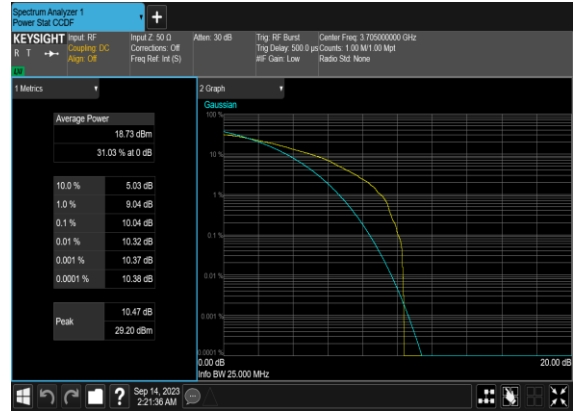 Spectrum Analyzer 1
Power Stat CCDF
KEYSIGHT
R T
LXI
Input: RF
Coupling: DC
Align: Off
Input Z: 50 Ω
Corrections: Off
Freq Ref: Int (S)
Atten: 30 dB
Trig: RF Burst
Trig Delay: 500.0 µs
#IF Gain: Low
Center Freq: 3.705000000 GHz
Counts: 1.00 M/1.00 Mpt
Radio Std: None
1 Metrics
Average Power
18.73 dBm
31.03 % at 0 dB
10.0 % 5.03 dB
1.0 % 9.04 dB
0.1 % 10.04 dB
0.01 % 10.32 dB
0.001 % 10.37 dB
0.0001 % 10.38 dB
Peak
10.47 dB
29.20 dBm
2 Graph
Gaussian
100 %
10 %
1 %
0.1 %
0.01 %
0.001 %
0.0001 %
0.00 dB
20.00 dB
Info BW 25.000 MHz
?
Sep 14, 2023
2:21:36 AM